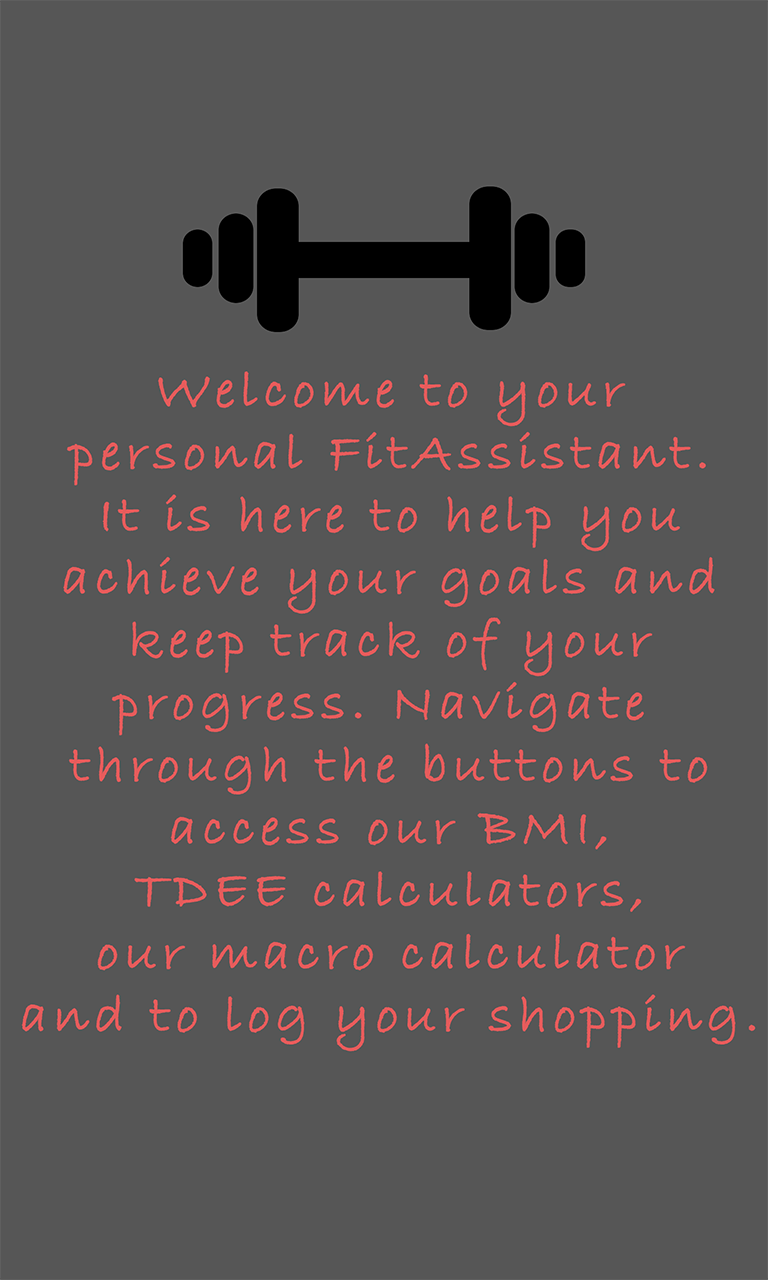 Welcome to your
personal FitAssistant.
It is here to help you
achieve your goals and
keep track of your
progress. Navigate
through the buttons to
access our BMI,
TDEE calculators,
our macro calculator
and to log your shopping.